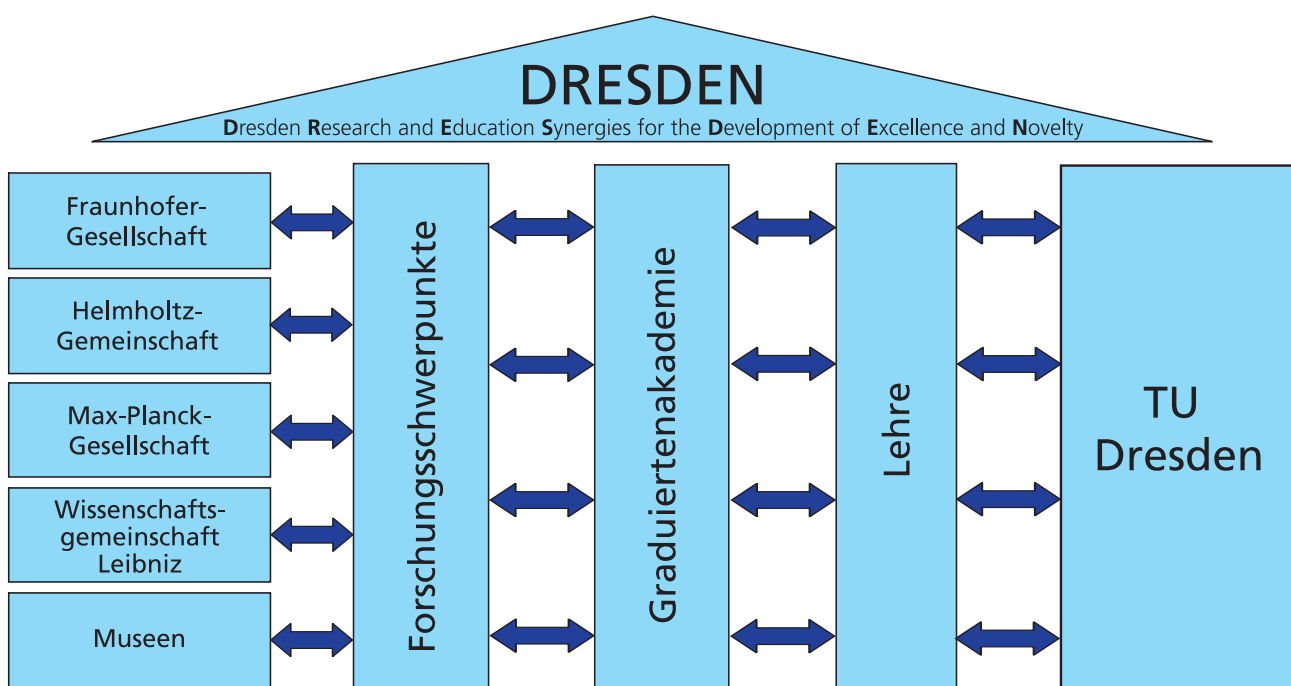 DRESDEN
Dresden Research and Education Synergies for the Development of Excellence and Novelty
Fraunhofer-
Gesellschaft
Helmholtz-
Gemeinschaft
Max-Planck-
Gesellschaft
Wissenschafts-
gemeinschaft
Leibniz
Museen
Forschungsschwerpunkte
Graduiertenakademie
Lehre
TU
Dresden